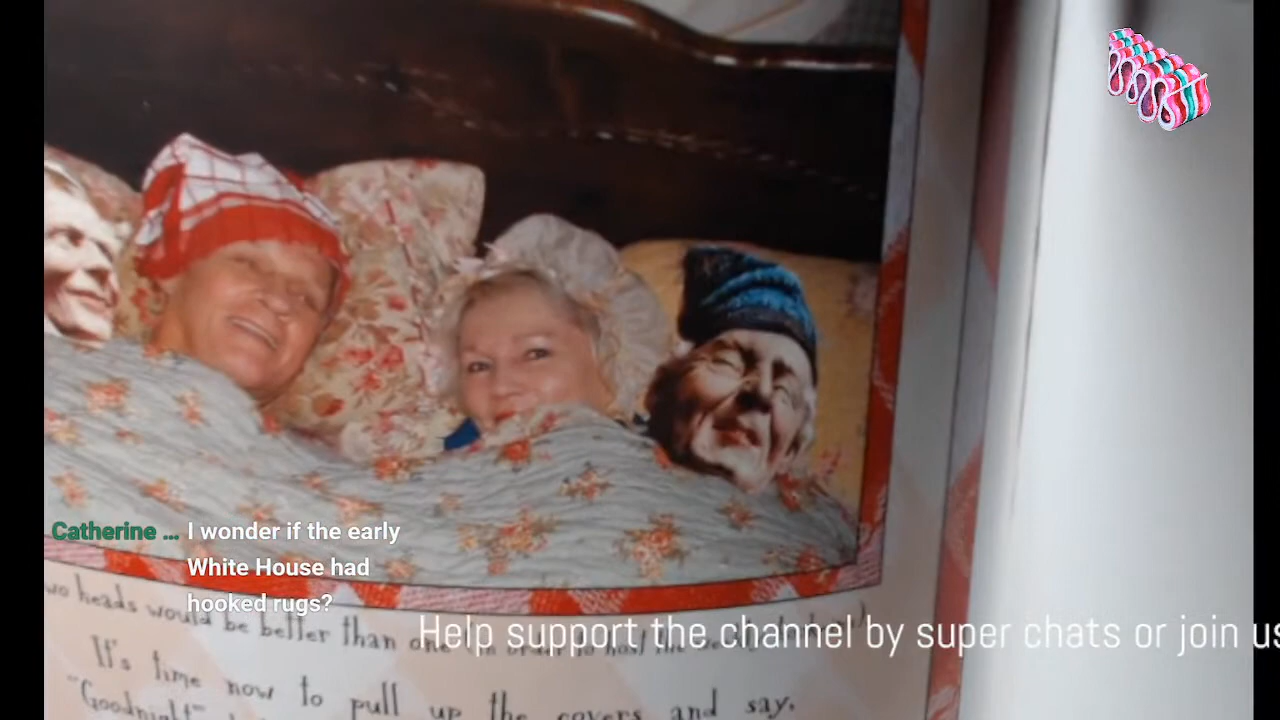 Catherine ... I wonder if the early
White House had
hooked rugs?
wo heads would be better than
Help support the channel by super chats or join us
It's time now to pull up the covers and say.
"Goodnight"